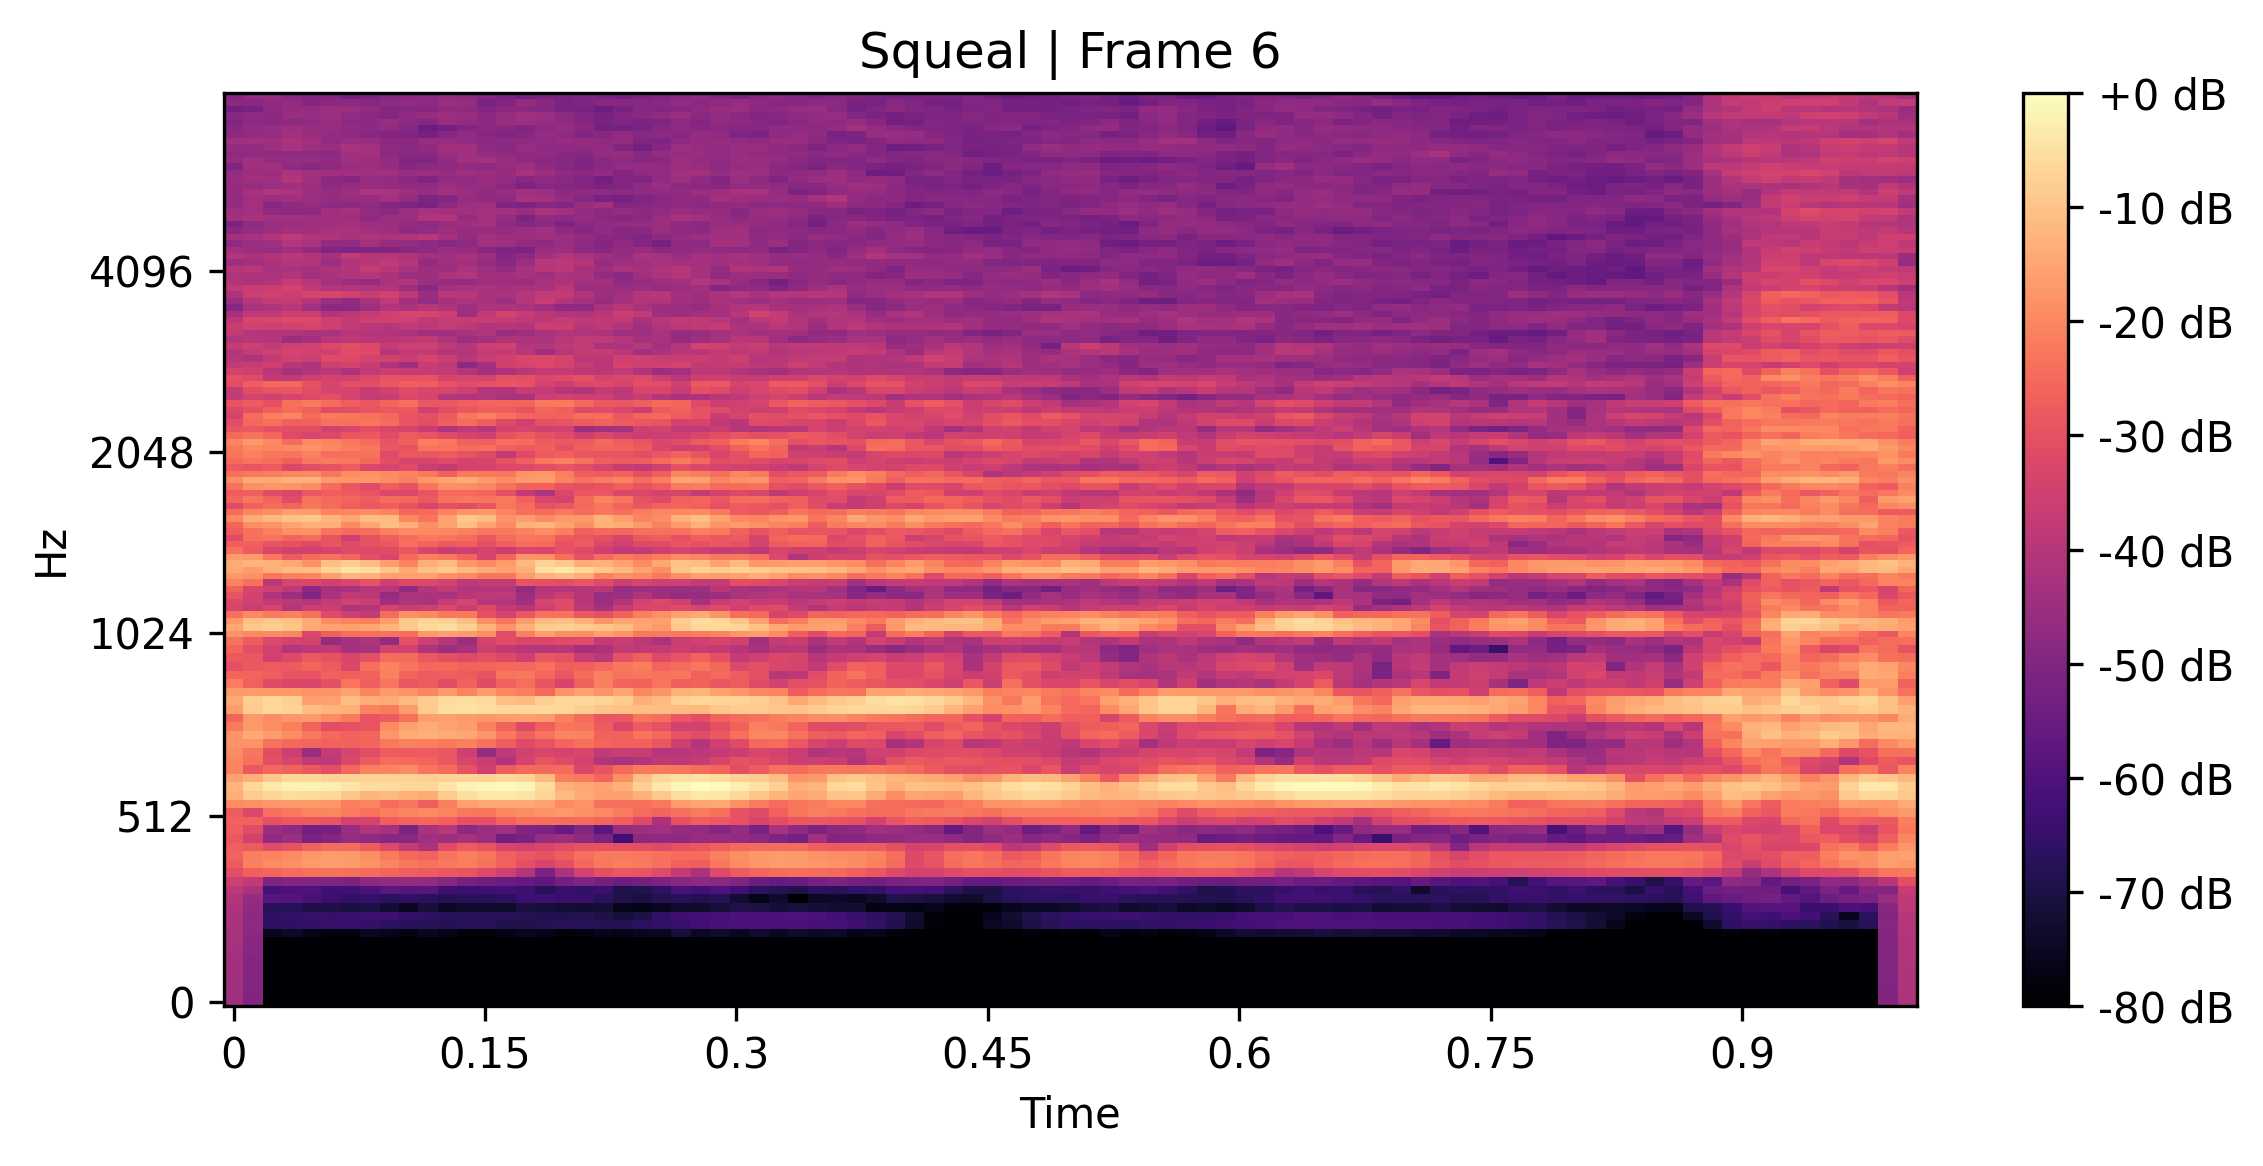 Squeal | Frame 6
Hz
4096
2048
1024
512
0
0 0.15 0.3 0.45 0.6 0.75 0.9
Time
+0 dB
-10 dB
-20 dB
-30 dB
-40 dB
-50 dB
-60 dB
-70 dB
-80 dB